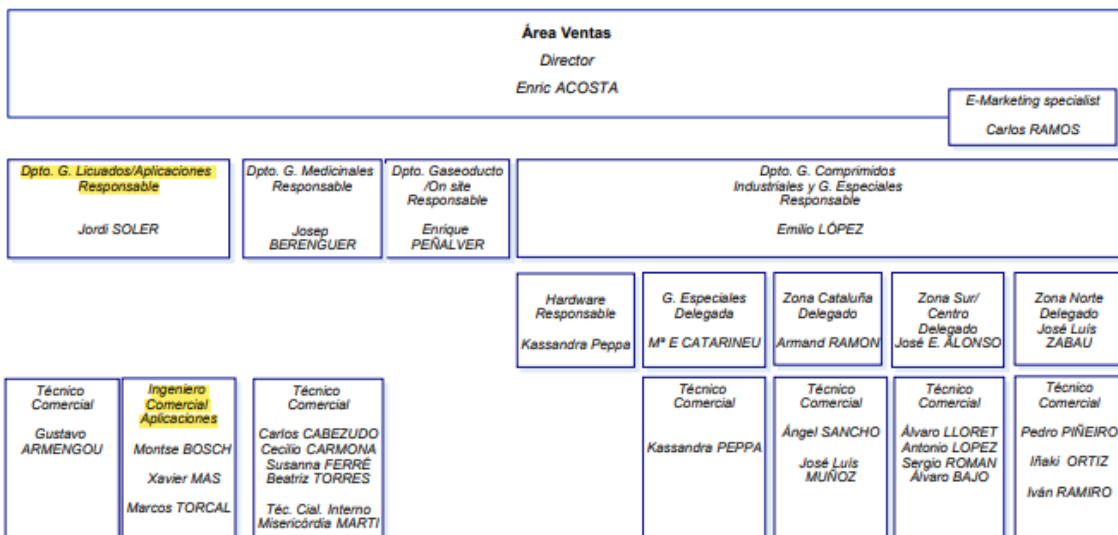 Área Ventas
Director
Enric ACOSTA
E-Marketing specialist
Carlos RAMOS
Dpto. G. Licuados/Aplicaciones
Responsable
Jordi SOLER
Dpto. G. Medicinales
Responsable
Josep
BERENGUER
Dpto. Gaseoducto
/On site
Responsable
Enrique
PEÑALVER
Dpto. G. Comprimidos
Industriales y G. Especiales
Responsable
Emilio LÓPEZ
Hardware
Responsable
Kassandra Peppa
G. Especiales
Delegada
Mª E CATARINEU
Zona Cataluña
Delegado
Armand RAMON
Zona Sur/
Centro
Delegado
José E. ALONSO
Zona Norte
Delegado
José Luis
ZABAU
Técnico
Comercial
Gustavo
ARMENGOU
Ingeniero
Comercial
Aplicaciones
Montse BOSCH
Xavier MAS
Marcos TORCAL
Técnico
Comercial
Carlos CABEZUDO
Cecilio CARMONA
Susanna FERRÉ
Beatriz TORRES
Téc. Cial. Interno
Misericòrdia MARTI
Técnico
Comercial
Kassandra PEPPA
Técnico
Comercial
Ángel SANCHO
José Luis
MUÑOZ
Técnico
Comercial
Álvaro LLORET
Antonio LOPEZ
Sergio ROMAN
Álvaro BAJO
Técnico
Comercial
Pedro PIÑEIRO
Iñaki ORTIZ
Iván RAMIRO